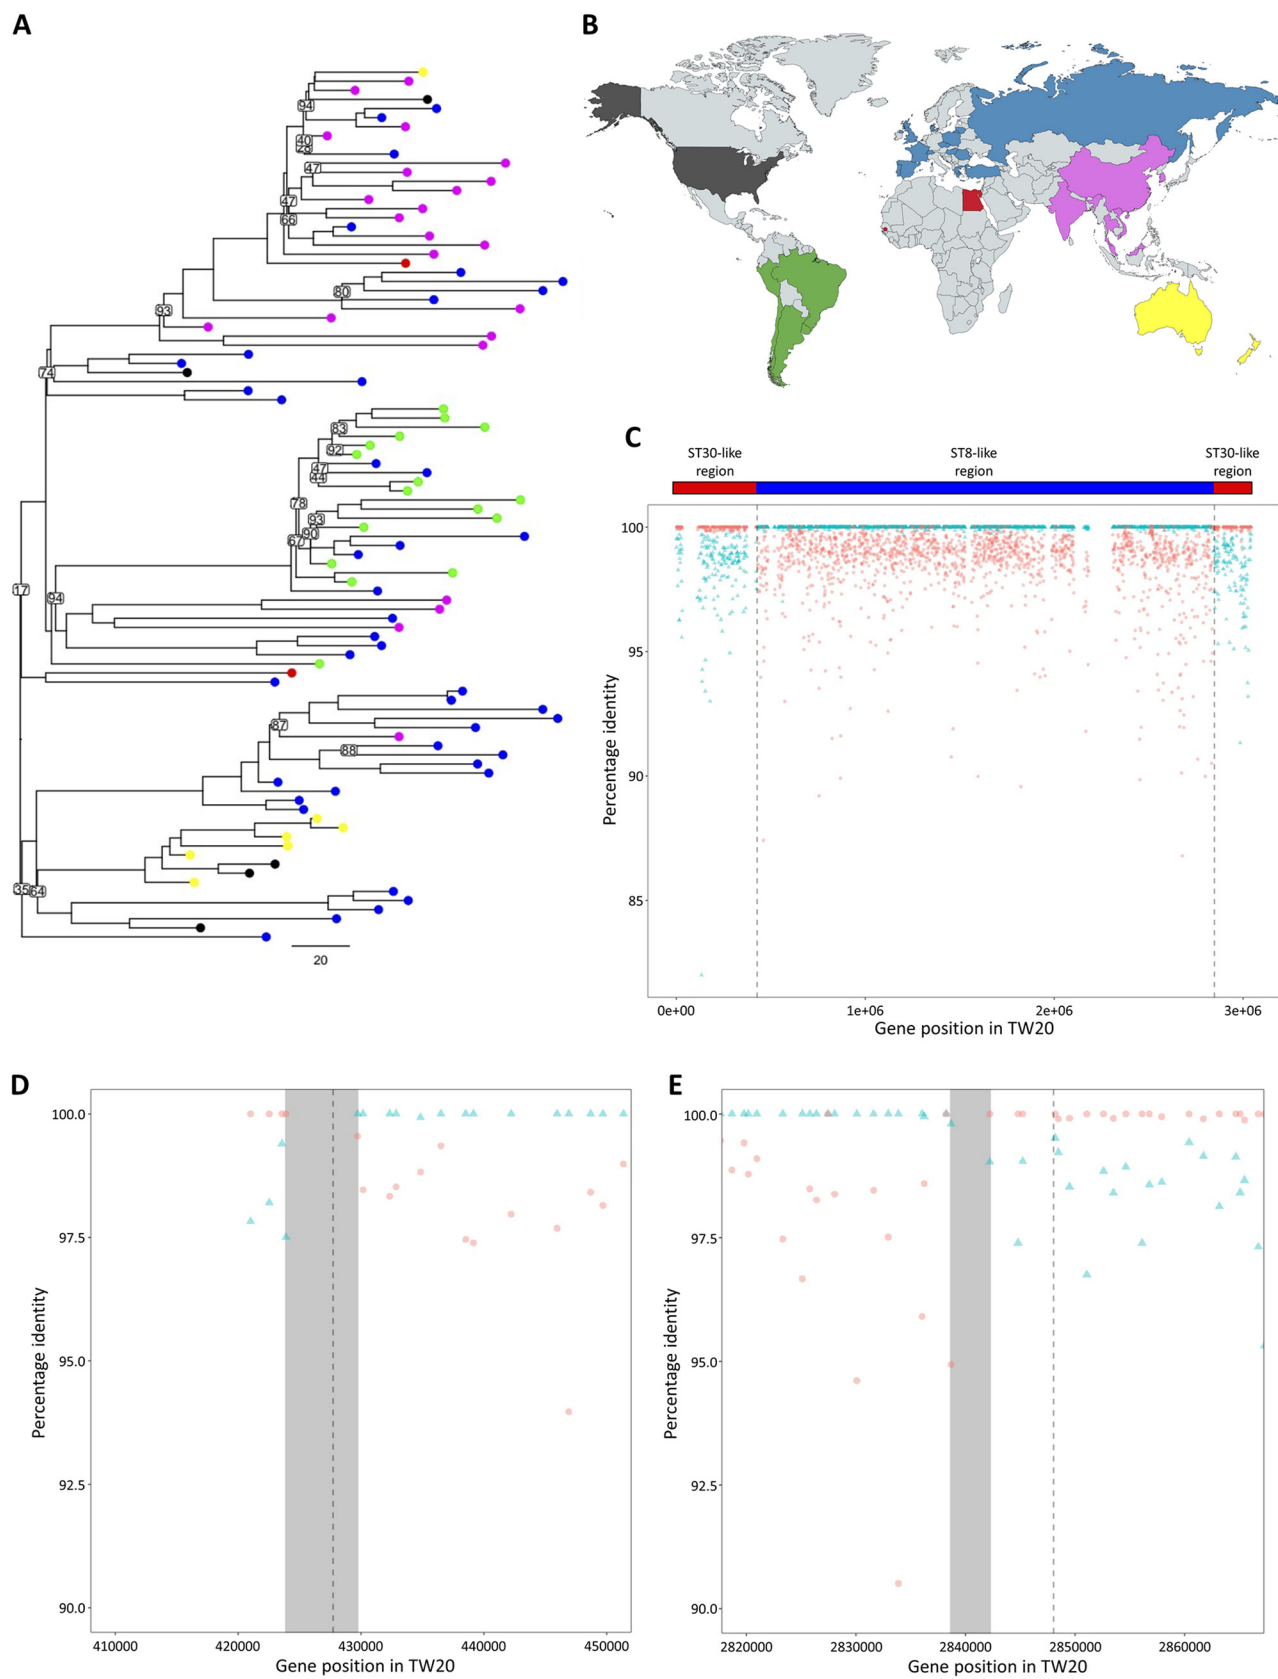 A
94
40
23
47
47
66
80
93
74
83
92
47
44
78
93
90
67
17
94
87
88
35
64
20
B
C
ST30-like
region
ST8-like
region
ST30-like
region
100
95
90
85
Percentage identity
0e+00 1e+06 2e+06 3e+06
Gene position in TW20
D
100.0
97.5
95.0
92.5
90.0
Percentage identity
410000 420000 430000 440000 450000
Gene position in TW20
E
100.0
97.5
95.0
92.5
90.0
Percentage identity
2820000 2830000 2840000 2850000 2860000
Gene position in TW20